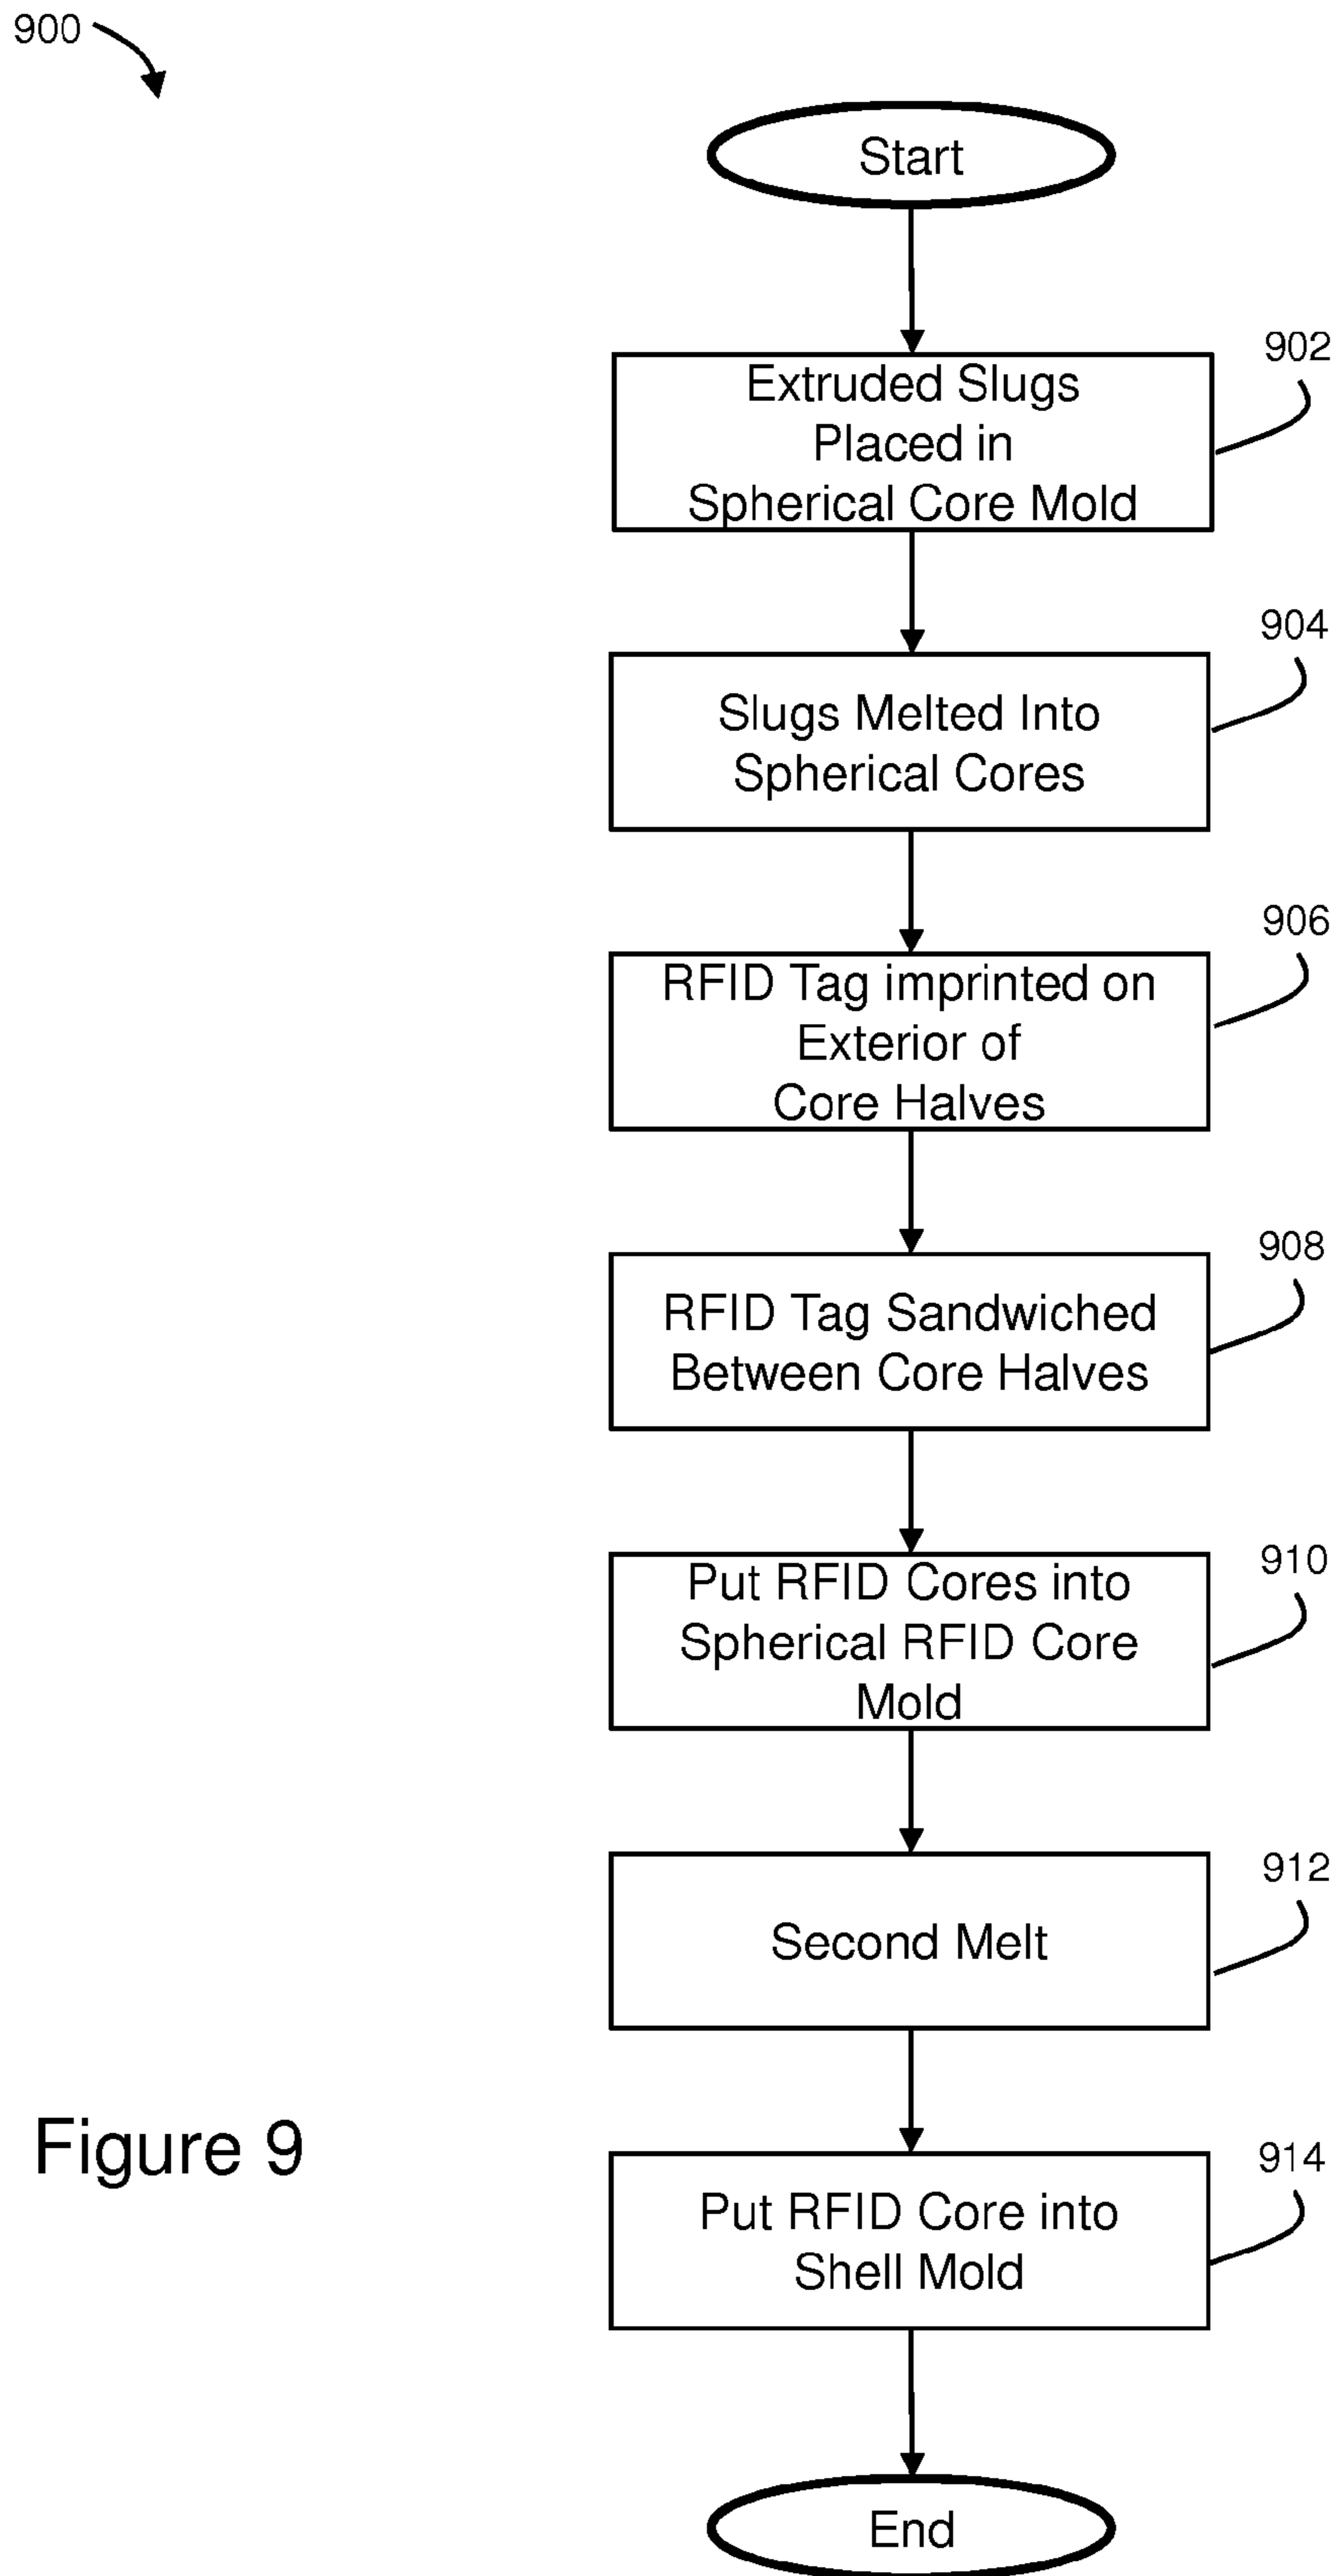 900
Start
902
Extruded Slugs
Placed in
Spherical Core Mold
904
Slugs Melted Into
Spherical Cores
906
RFID Tag imprinted on
Exterior of
Core Halves
908
RFID Tag Sandwiched
Between Core Halves
910
Put RFID Cores into
Spherical RFID Core
Mold
912
Second Melt
Figure 9
914
Put RFID Core into
Shell Mold
End